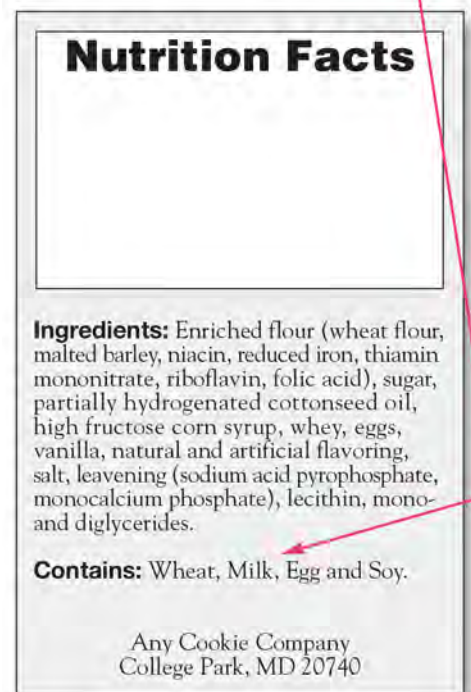 Nutrition Facts
Ingredients: Enriched flour (wheat flour,
malted barley, niacin, reduced iron, thiamin
mononitrate, riboflavin, folic acid), sugar,
partially hydrogenated cottonseed oil,
high fructose corn syrup, whey, eggs,
vanilla, natural and artificial flavoring,
salt, leavening (sodium acid pyrophosphate,
monocalcium phosphate), lecithin, mono-
and diglycerides.
Contains: Wheat, Milk, Egg and Soy.
Any Cookie Company
College Park, MD 20740